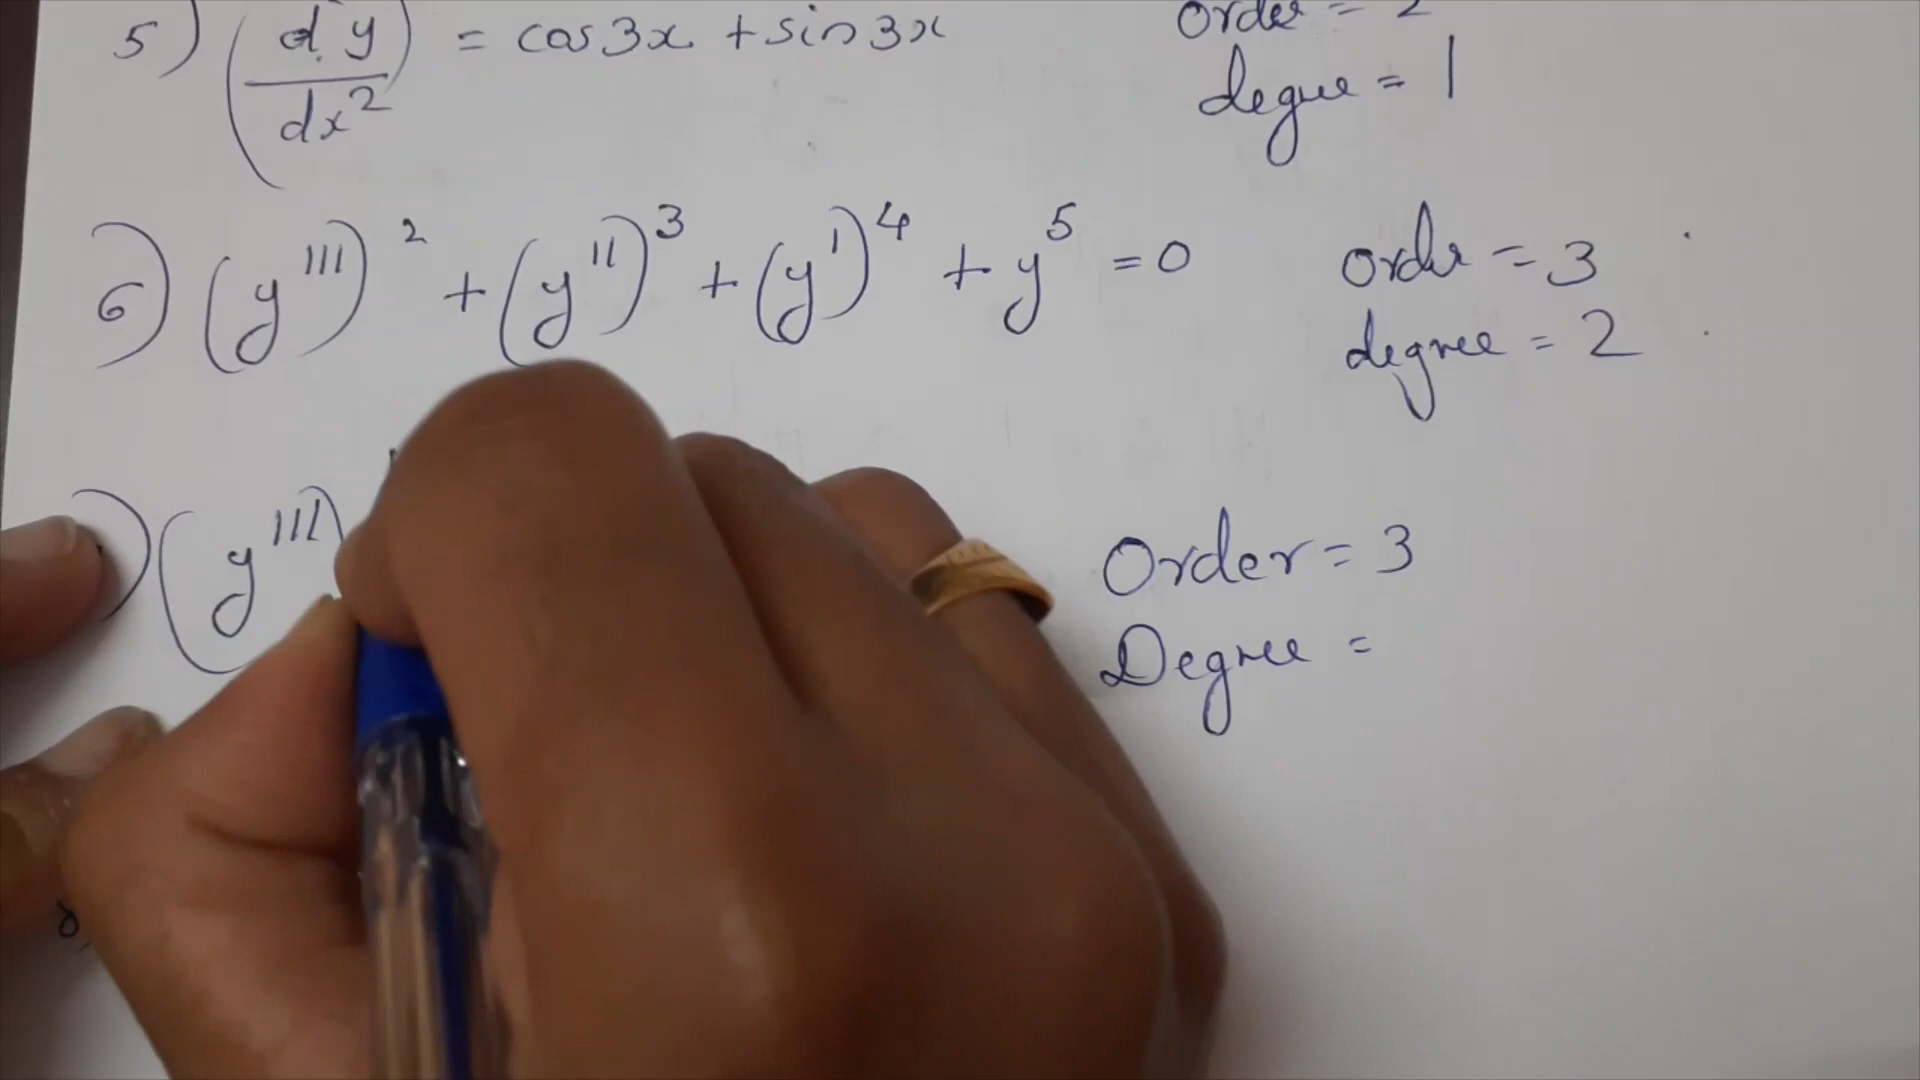 5) (d y / dx²) = cos3x + sin3x
order = 2
degree = 1
6) (y''')² + (y'')³ + (y')⁴ + y⁵ = 0
order = 3
degree = 2
) (y''')
Order = 3
Degree =